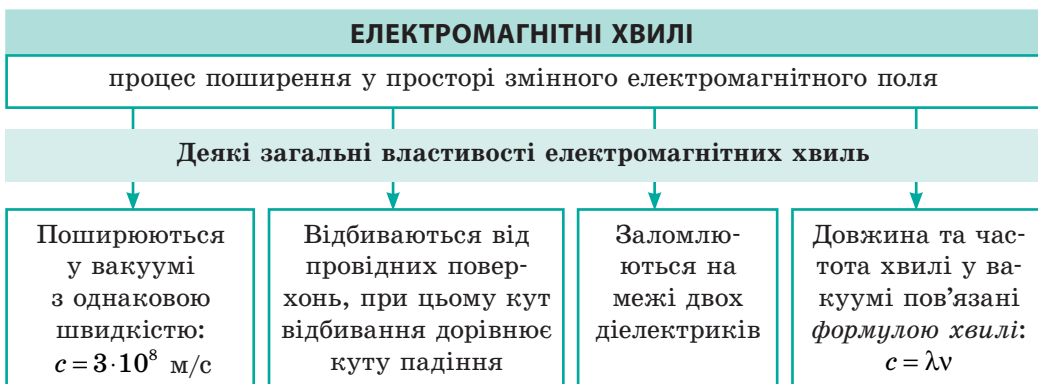 ЕЛЕКТРОМАГНІТНІ ХВИЛІ
процес поширення у просторі змінного електромагнітного поля
Деякі загальні властивості електромагнітних хвиль
Поширюються
у вакуумі
з однаковою
швидкістю:
c = 3·10⁸ м/с
Відбиваються від
провідних повер-
хонь, при цьому кут
відбивання дорівнює
куту падіння
Заломлю-
ються на
межі двох
діелектриків
Довжина та час-
тота хвилі у ва-
куумі пов’язані
формулою хвилі:
c = λν